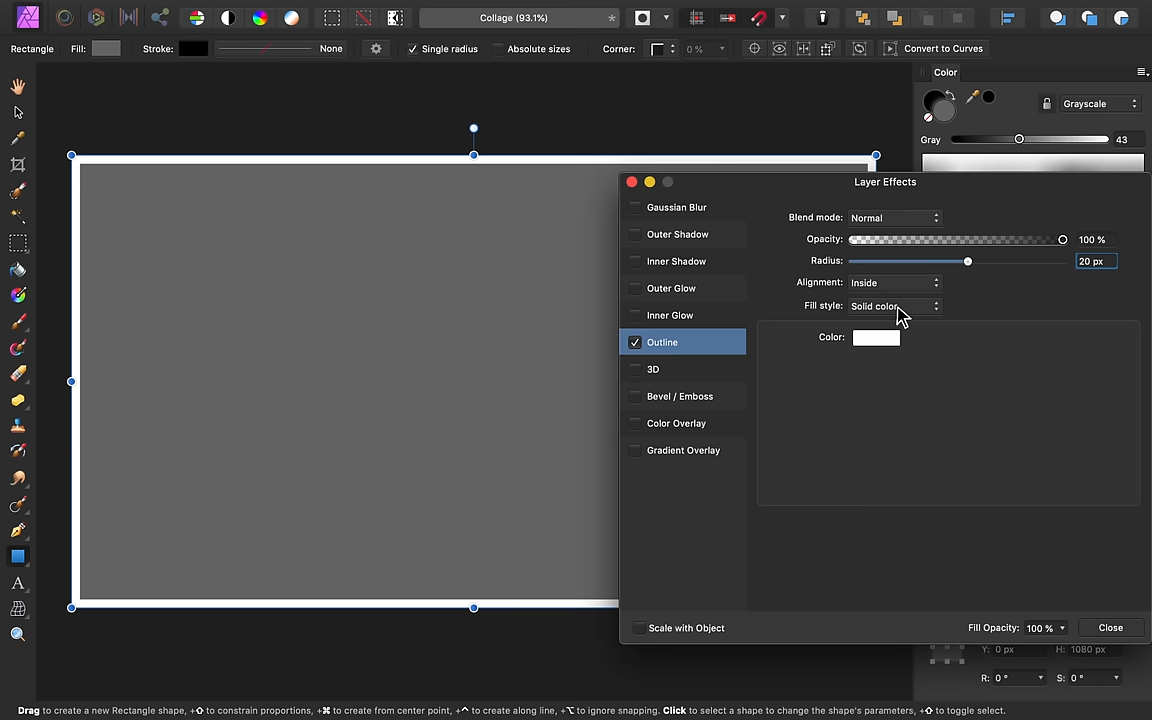 Collage (93.1%)
*
Rectangle
Fill:
Stroke:
None
Single radius
Absolute sizes
Corner:
0 %
Convert to Curves
Color
Grayscale
Gray
43
Layer Effects
Gaussian Blur
Outer Shadow
Inner Shadow
Outer Glow
Inner Glow
Outline
3D
Bevel / Emboss
Color Overlay
Gradient Overlay
Blend mode: Normal
Opacity: 100 %
Radius: 20 px
Alignment: Inside
Fill style: Solid color
Color:
Scale with Object
Fill Opacity: 100 %
Close
Y: 0 px H: 1080 px
R: 0 ° S: 0 °
A
Drag to create a new Rectangle shape, +⇧ to constrain proportions, +⌘ to create from center point, +^ to create along line, +⌥ to ignore snapping. Click to select a shape to change the shape's parameters, +⇧ to toggle select.